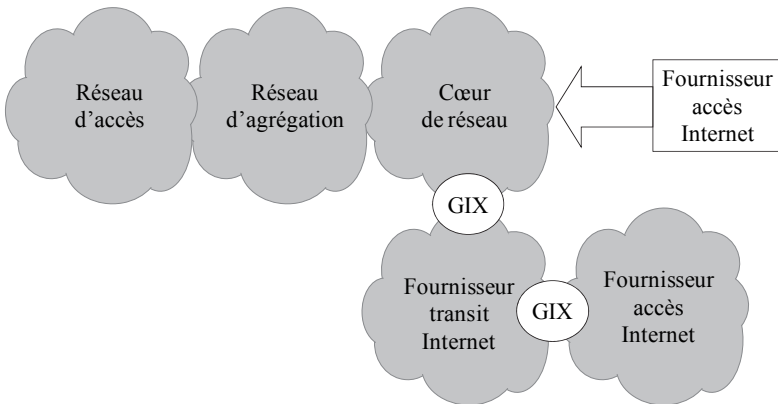 Réseau
d'accès
Réseau
d'agrégation
Cœur
de réseau
Fournisseur
accès
Internet
GIX
Fournisseur
transit
Internet
GIX
Fournisseur
accès
Internet